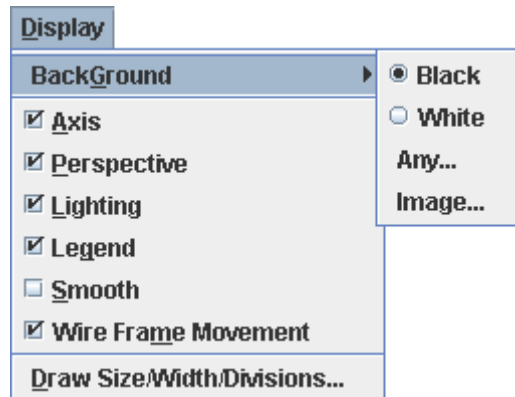 Display
BackGround
Black
White
Any...
Image...
Axis
Perspective
Lighting
Legend
Smooth
Wire Frame Movement
Draw Size/Width/Divisions...